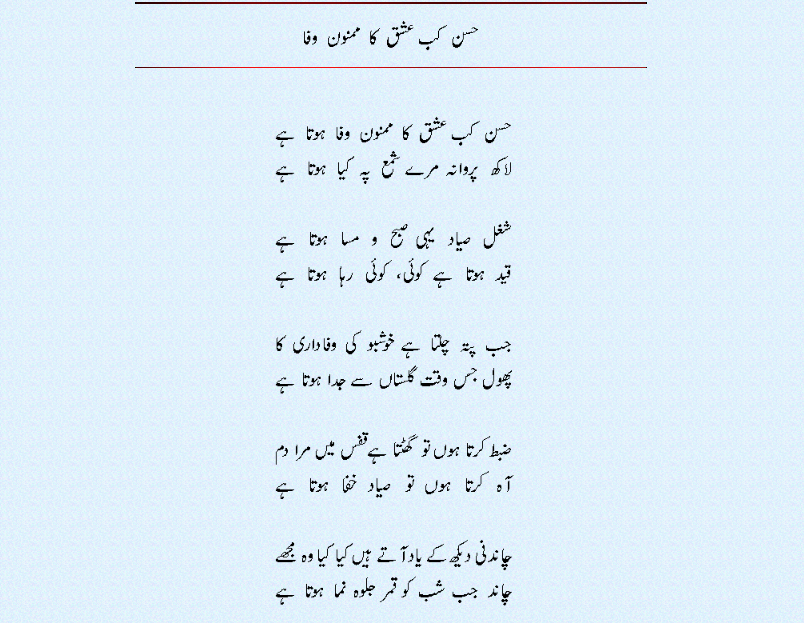 حسن کب عشق کا ممنون وفا
حسن کب عشق کا ممنون وفا ہوتا ہے
لاکھ پروانہ مرے شمع پہ کیا ہوتا ہے
شغل صیاد یہی صبح و مسا ہوتا ہے
قید ہوتا ہے کوئی، کوئی رہا ہوتا ہے
جب پتہ چلتا ہے خوشبو کی وفاداری کا
پھول جس وقت گلستاں سے جدا ہوتا ہے
ضبط کرتا ہوں تو گھٹتا ہے قفس میں مرا دم
آہ کرتا ہوں تو صیاد خفا ہوتا ہے
چاندنی دیکھ کے یاد آتے ہیں کیا کیا وہ مجھے
چاند جب شب کو قمر جلوہ نما ہوتا ہے